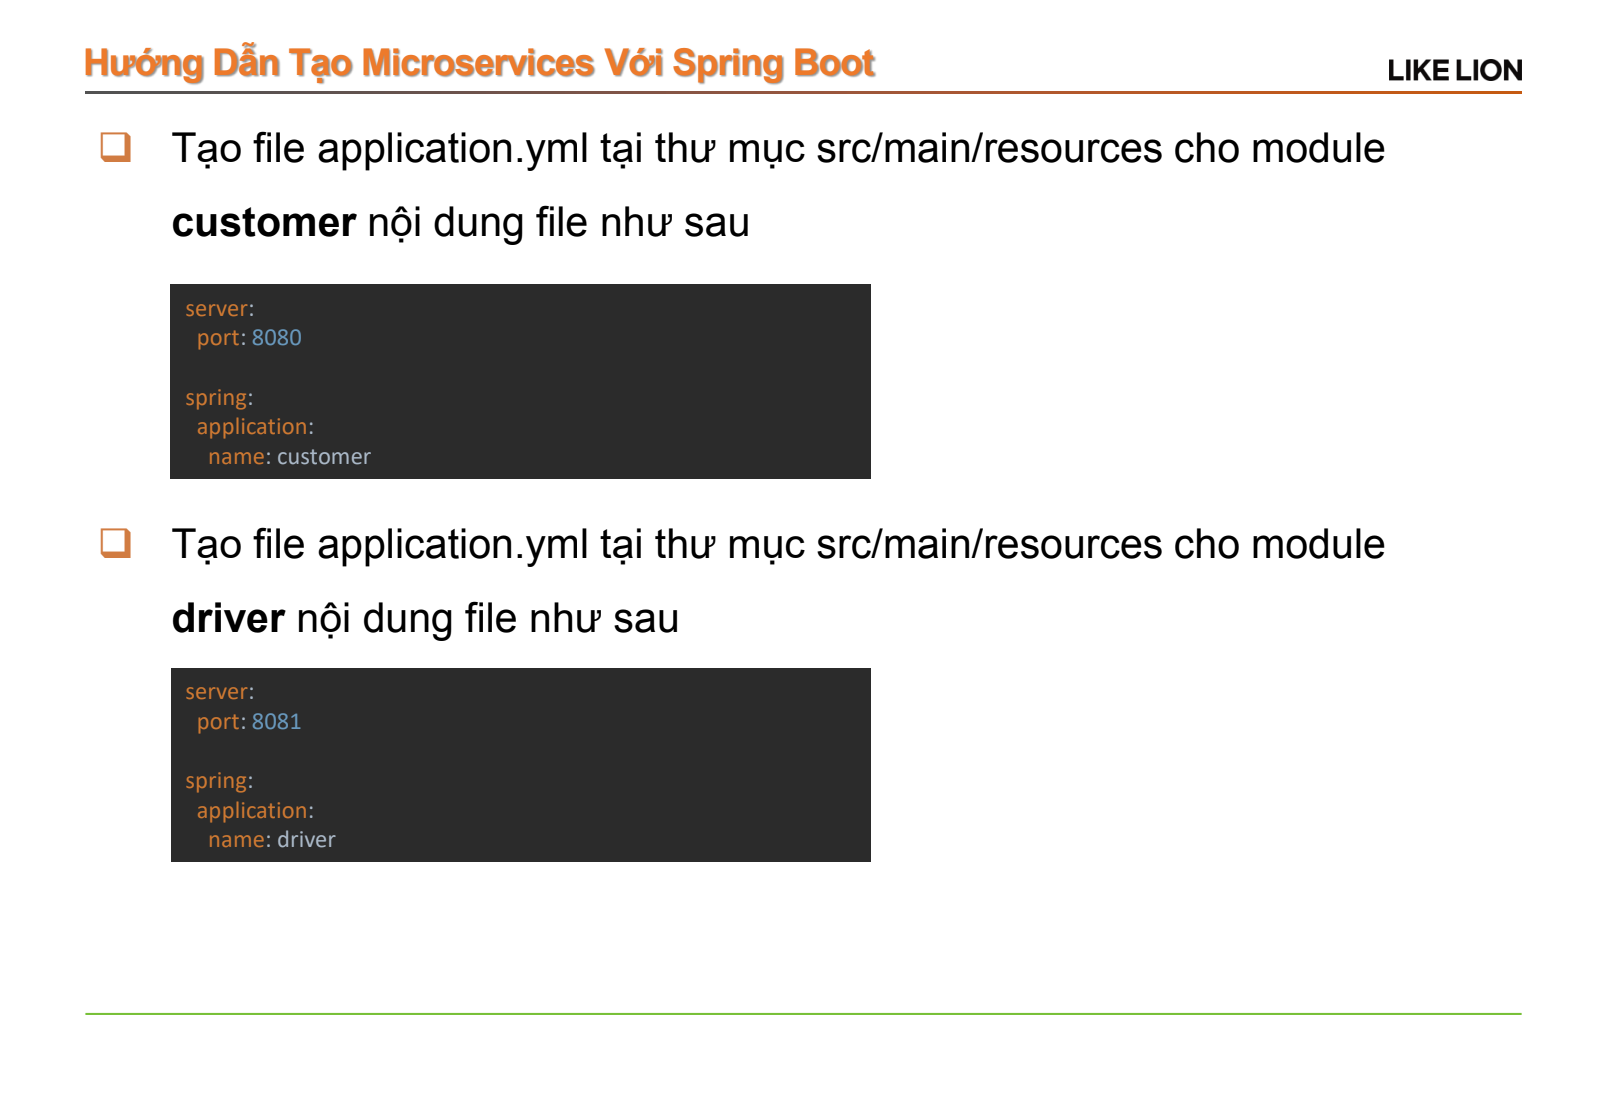 Hướng Dẫn Tạo Microservices Với Spring Boot
LIKE LION
Tạo file application.yml tại thư mục src/main/resources cho module
customer nội dung file như sau
server:
  port: 8080

spring:
  application:
    name: customer
Tạo file application.yml tại thư mục src/main/resources cho module
driver nội dung file như sau
server:
  port: 8081

spring:
  application:
    name: driver